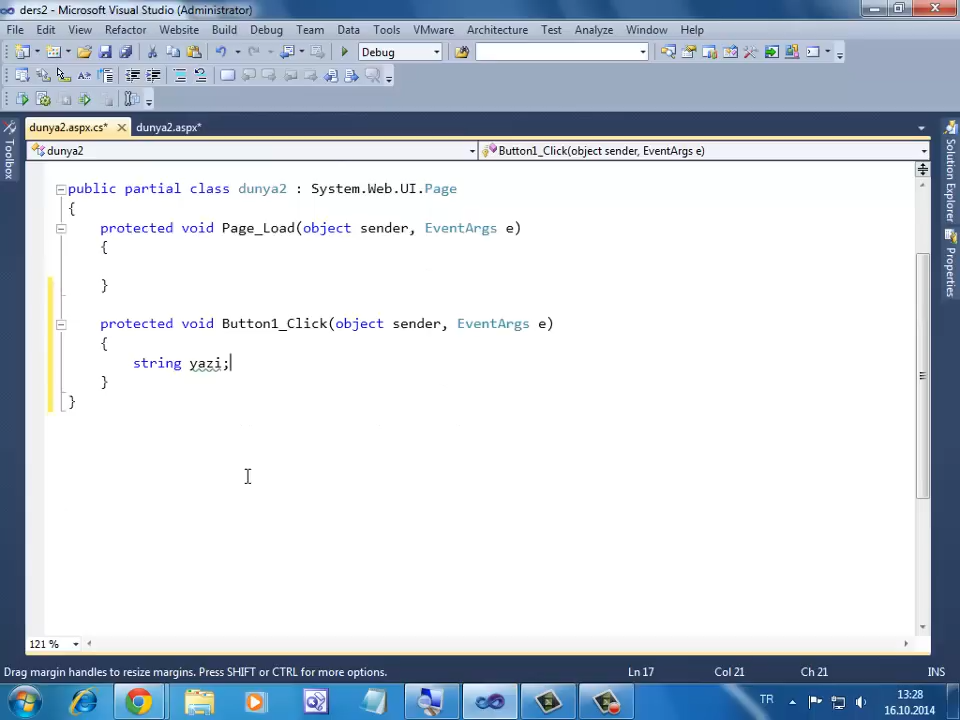 ders2 - Microsoft Visual Studio (Administrator)
File Edit View Refactor Website Build Debug Team Data Tools VMware Architecture Test Analyze Window Help
Debug
dunya2.aspx.cs* dunya2.aspx*
dunya2 Button1_Click(object sender, EventArgs e)
Toolbox
Solution Explorer
Properties
public partial class dunya2 : System.Web.UI.Page
{
protected void Page_Load(object sender, EventArgs e)
{
}
protected void Button1_Click(object sender, EventArgs e)
{
string yazi;
}
}
121 %
Drag margin handles to resize margins. Press SHIFT or CTRL for more options. Ln 17 Col 21 Ch 21 INS
TR 13:28
16.10.2014